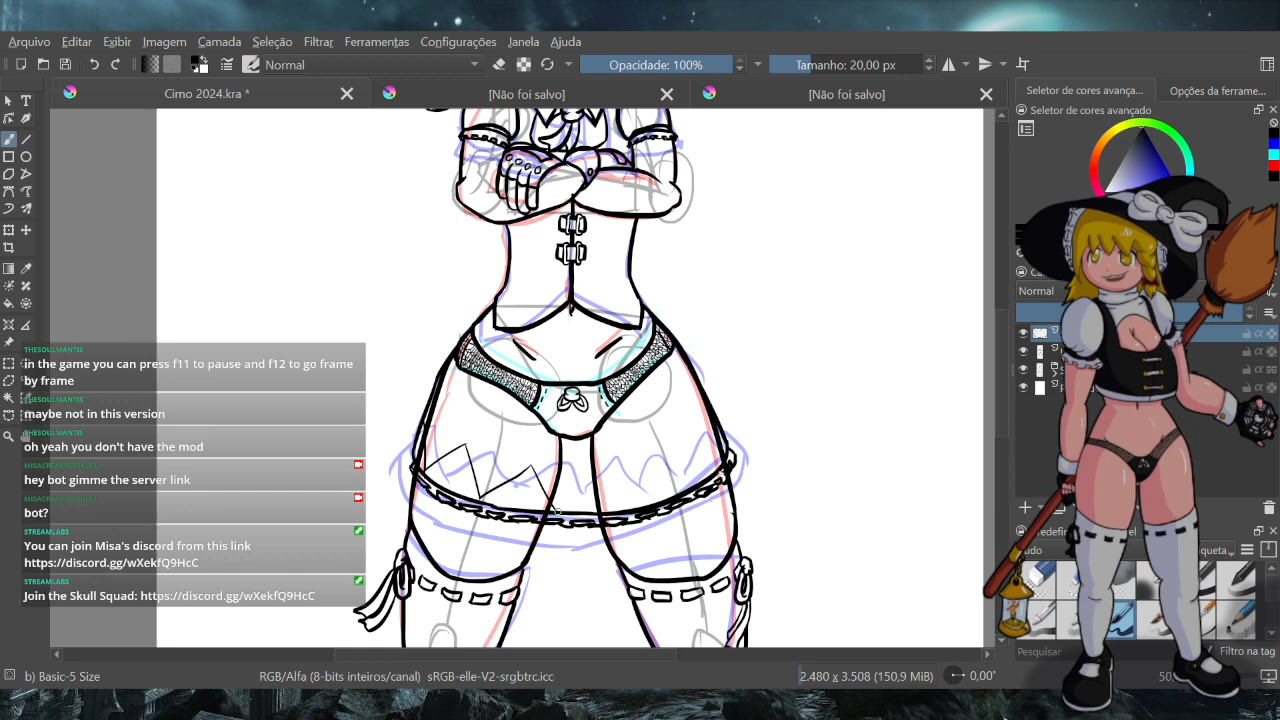 Arquivo Editar Exibir Imagem Camada Seleção Filtrar Ferramentas Configurações Janela Ajuda
Normal Opacidade: 100% Tamanho: 20,00 px
Cirno 2024.kra * [Não foi salvo] [Não foi salvo]
Seletor de cores avança... Opções da ferrame...
Seletor de cores avançado
Normal
THESOULMANTIS
in the game you can press f11 to pause and f12 to go frame
by frame
THESOULMANTIS
maybe not in this version
THESOULMANTIS
oh yeah you don't have the mod
hey bot gimme the server link
bot?
STREAMLABS
You can join Misa's discord from this link
https://discord.gg/wXekfQ9HcC
STREAMLABS
Join the Skull Squad: https://discord.gg/wXekfQ9HcC
Pesquisar Filtro na tag
b) Basic-5 Size RGB/Alfa (8-bits inteiros/canal) sRGB-elle-V2-srgbtrc.icc 2.480 x 3.508 (150,9 MiB) 0,00°